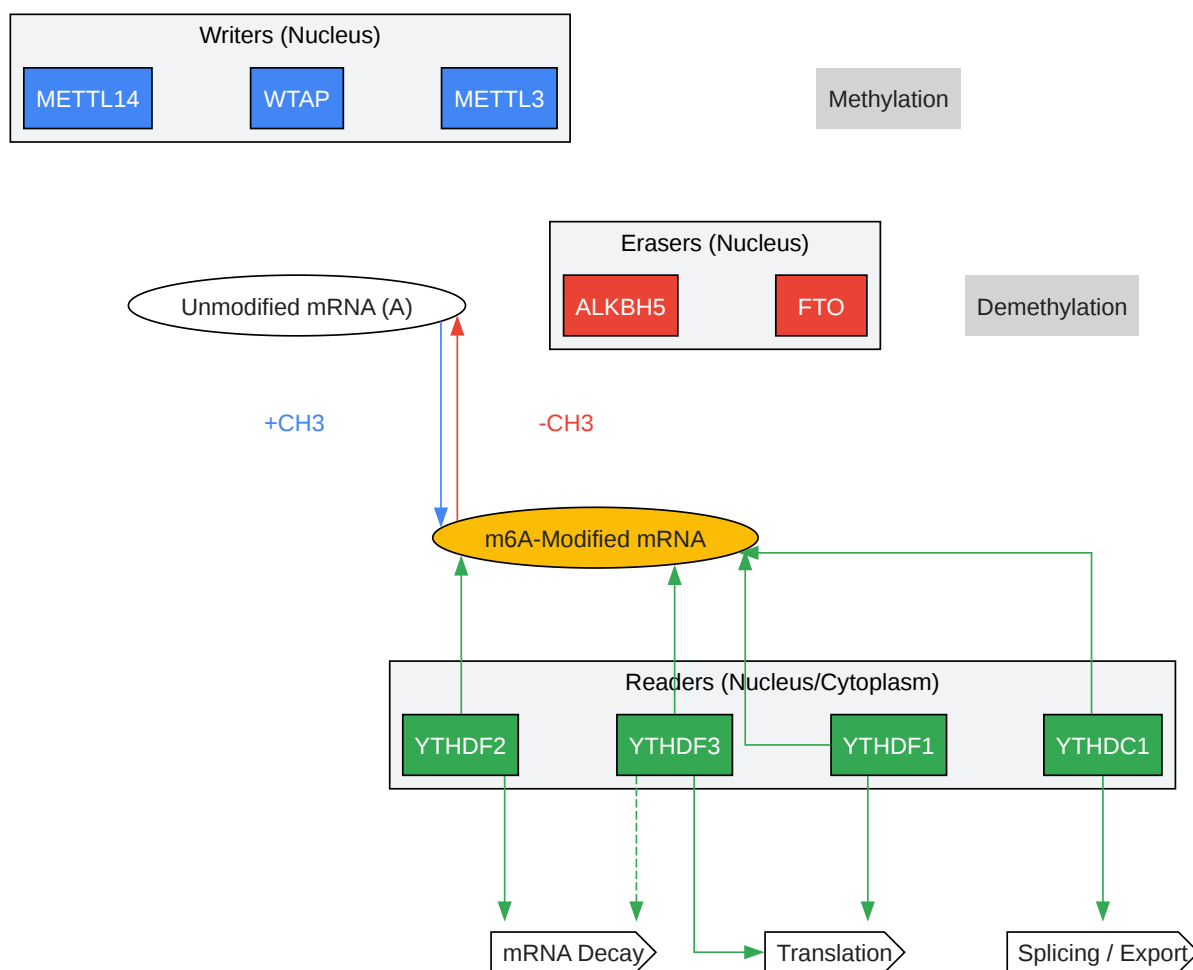 Writers (Nucleus)
METTL14
WTAP
METTL3
Methylation
Erasers (Nucleus)
ALKBH5
FTO
Unmodified mRNA (A)
Demethylation
+CH3
-CH3
m6A-Modified mRNA
Readers (Nucleus/Cytoplasm)
YTHDF2
YTHDF3
YTHDF1
YTHDC1
mRNA Decay
Translation
Splicing / Export